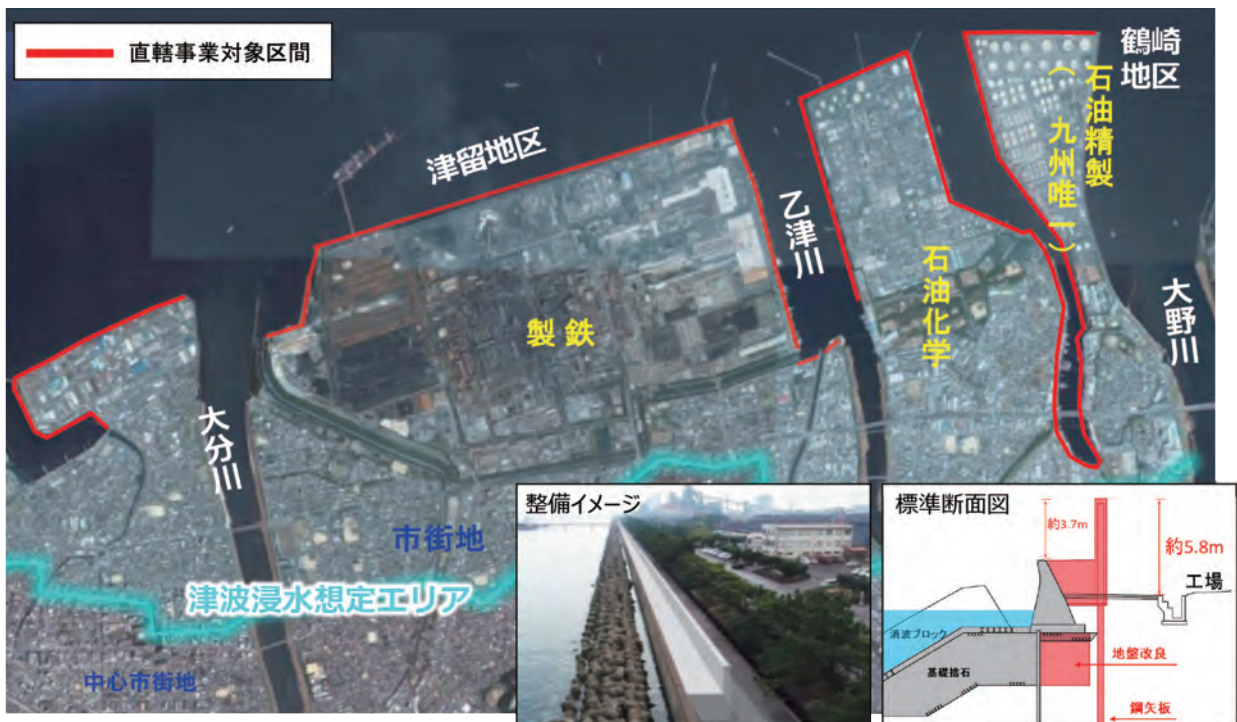 直轄事業対象区間
鶴崎
地区
石油精製
（九州唯一）
津留地区
乙津川
石油化学
大野川
製鉄
大分川
市街地
津波浸水想定エリア
中心市街地
整備イメージ
標準断面図
約3.7m
約5.8m
工場
消波ブロック
地盤改良
基礎捨石
鋼矢板